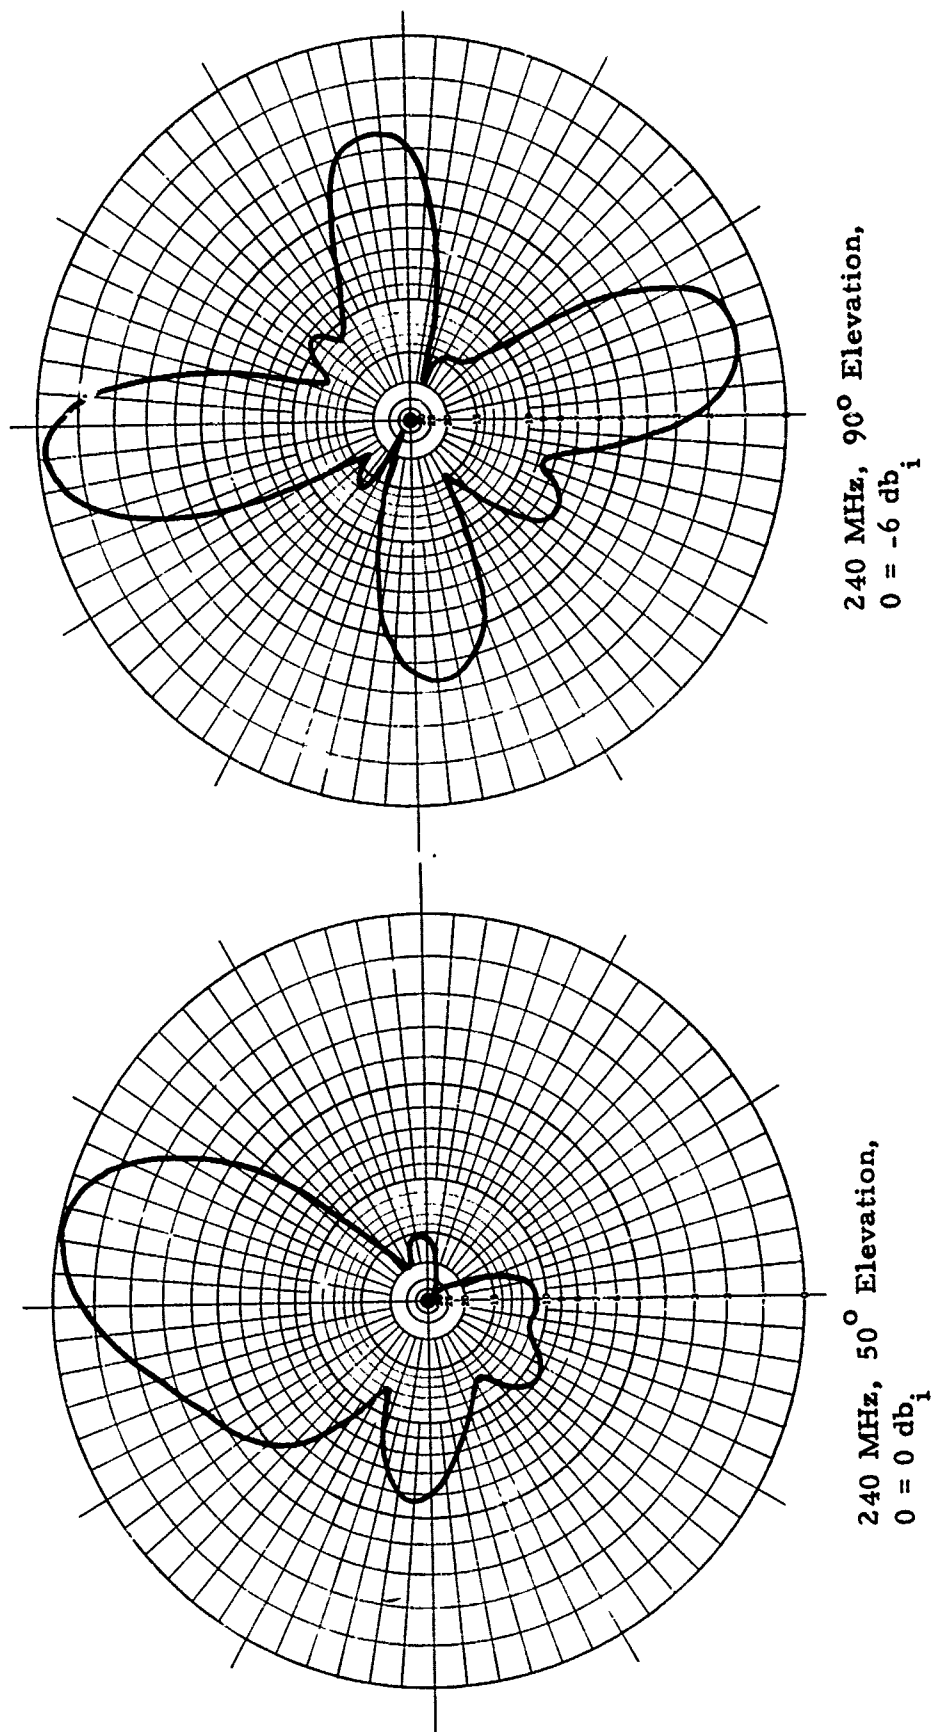 240 MHz, 50° Elevation,
0 = 0 db_i
240 MHz, 90° Elevation,
0 = -6 db_i